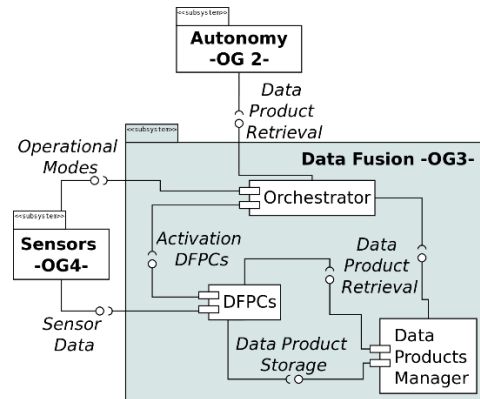 <<subsystem>>
Autonomy
-OG 2-
Data
Product
Retrieval
<<subsystem>>
Operational
Modes
Data Fusion -OG3-
Orchestrator
<<subsystem>>
Sensors
-OG4-
Activation
DFPCs
Data
Product
Retrieval
DFPCs
Sensor
Data
Data Product
Storage
Data
Products
Manager